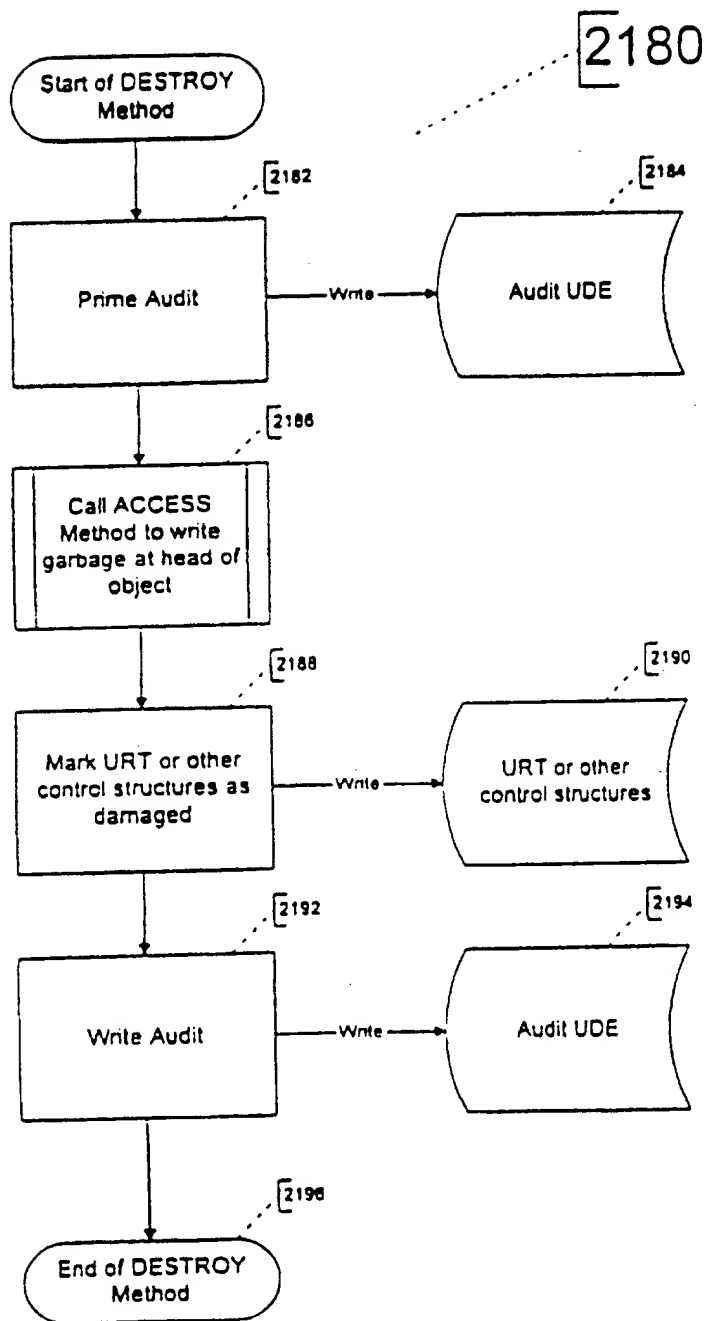 2180
Start of DESTROY
Method
2182
2184
Prime Audit
Write
Audit UDE
2186
Call ACCESS
Method to write
garbage at head of
object
2188
2190
Mark URT or other
control structures as
damaged
Write
URT or other
control structures
2192
2194
Write Audit
Write
Audit UDE
2196
End of DESTROY
Method